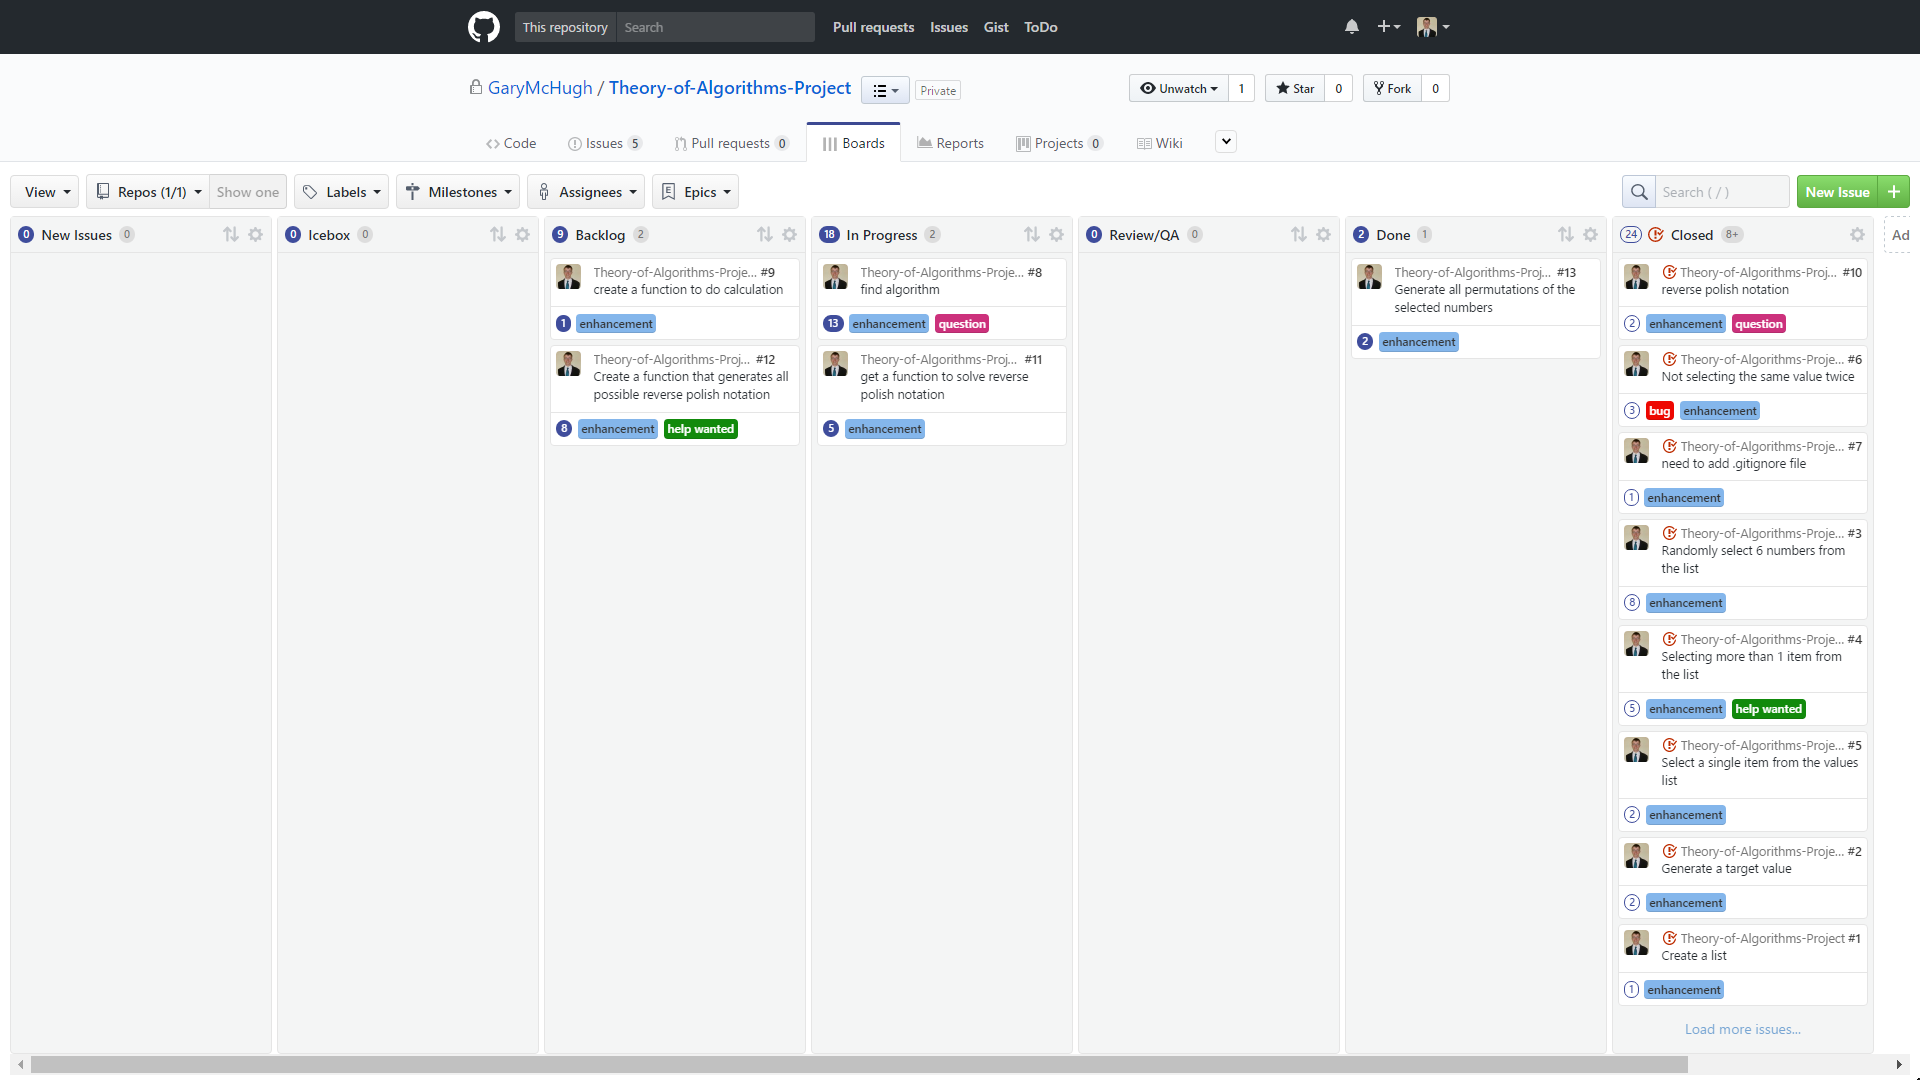 This repository Search Pull requests Issues Gist ToDo
GaryMcHugh / Theory-of-Algorithms-Project Private Unwatch 1 Star 0 Fork 0
Code Issues 5 Pull requests 0 Boards Reports Projects 0 Wiki
View Repos (1/1) Show one Labels Milestones Assignees Epics Search ( / ) New Issue +
0 New Issues 0
0 Icebox 0
9 Backlog 2
Theory-of-Algorithms-Proje... #9
create a function to do calculation
1 enhancement
Theory-of-Algorithms-Proj... #12
Create a function that generates all
possible reverse polish notation
8 enhancement help wanted
18 In Progress 2
Theory-of-Algorithms-Proje... #8
find algorithm
13 enhancement question
Theory-of-Algorithms-Proj... #11
get a function to solve reverse
polish notation
5 enhancement
0 Review/QA 0
2 Done 1
Theory-of-Algorithms-Proj... #13
Generate all permutations of the
selected numbers
2 enhancement
24 Closed 8+
Theory-of-Algorithms-Proj... #10
reverse polish notation
2 enhancement question
Theory-of-Algorithms-Proje... #6
Not selecting the same value twice
3 bug enhancement
Theory-of-Algorithms-Proje... #7
need to add .gitignore file
1 enhancement
Theory-of-Algorithms-Proje... #3
Randomly select 6 numbers from
the list
8 enhancement
Theory-of-Algorithms-Proje... #4
Selecting more than 1 item from
the list
5 enhancement help wanted
Theory-of-Algorithms-Proje... #5
Select a single item from the values
list
2 enhancement
Theory-of-Algorithms-Proje... #2
Generate a target value
2 enhancement
Theory-of-Algorithms-Project #1
Create a list
1 enhancement
Load more issues...
Ad